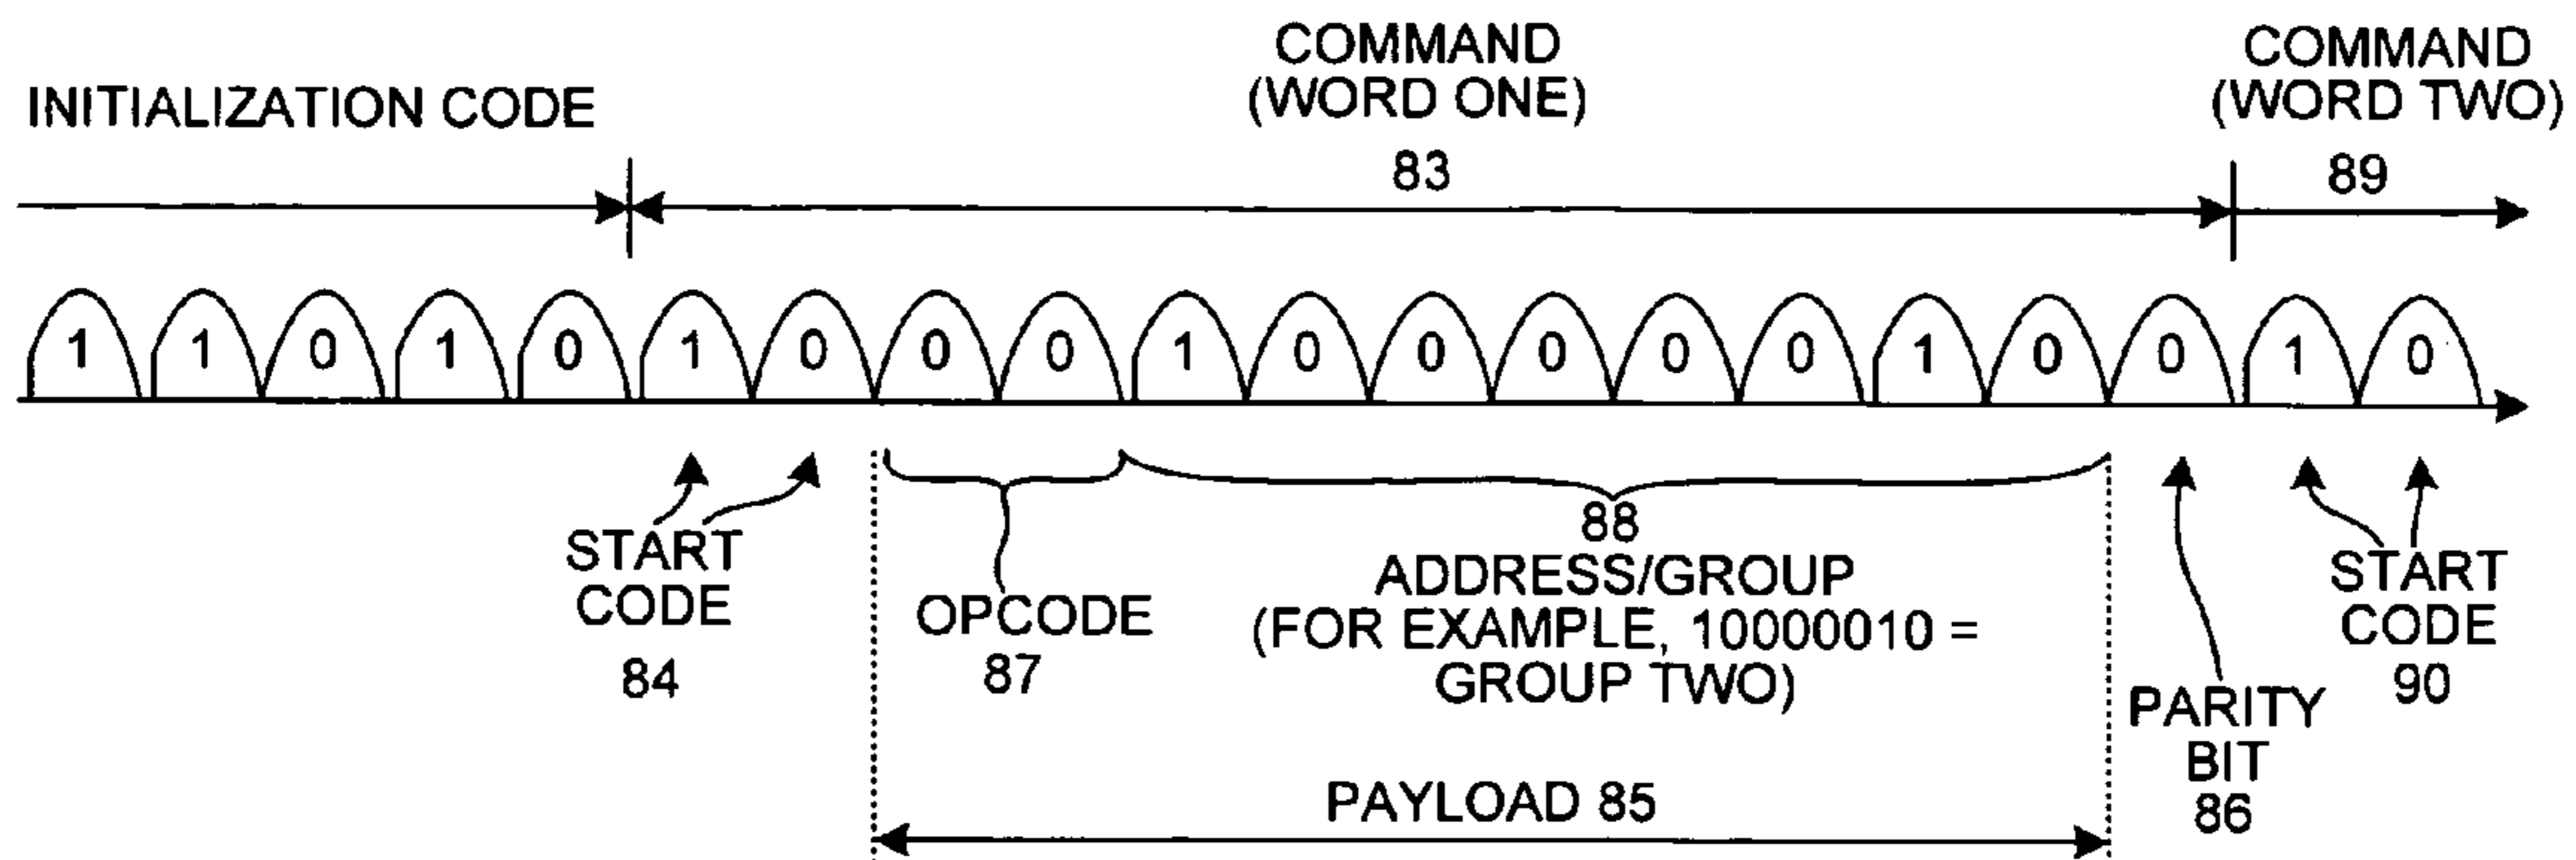 INITIALIZATION CODE
COMMAND
(WORD ONE)
83
COMMAND
(WORD TWO)
89
1 1 0 1 0 1 0 0 0 1 0 0 0 0 0 1 0 0 1 0
START
CODE
84
OPCODE
87
88
ADDRESS/GROUP
(FOR EXAMPLE, 10000010 =
GROUP TWO)
PARITY
BIT
86
START
CODE
90
PAYLOAD 85